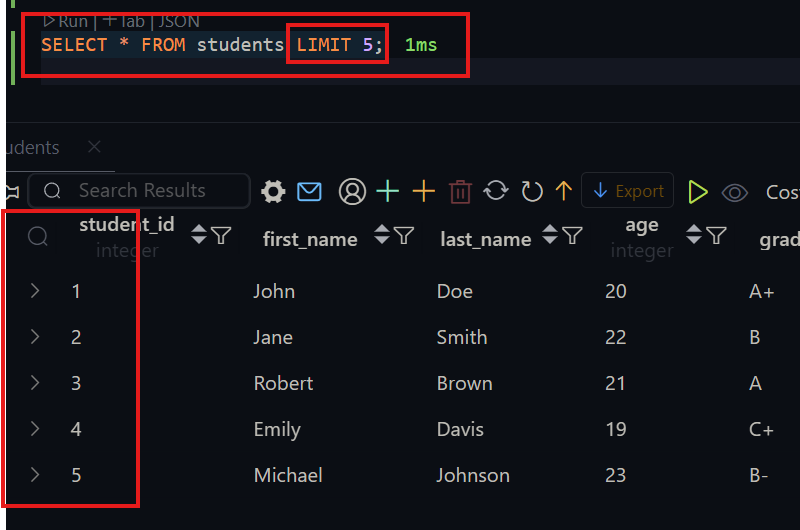 Run | + Tab | JSON
SELECT * FROM students LIMIT 5; 1ms
udents
Search Results Export Cos
student_id first_name last_name age grad
integer integer
1 John Doe 20 A+
2 Jane Smith 22 B
3 Robert Brown 21 A
4 Emily Davis 19 C+
5 Michael Johnson 23 B-